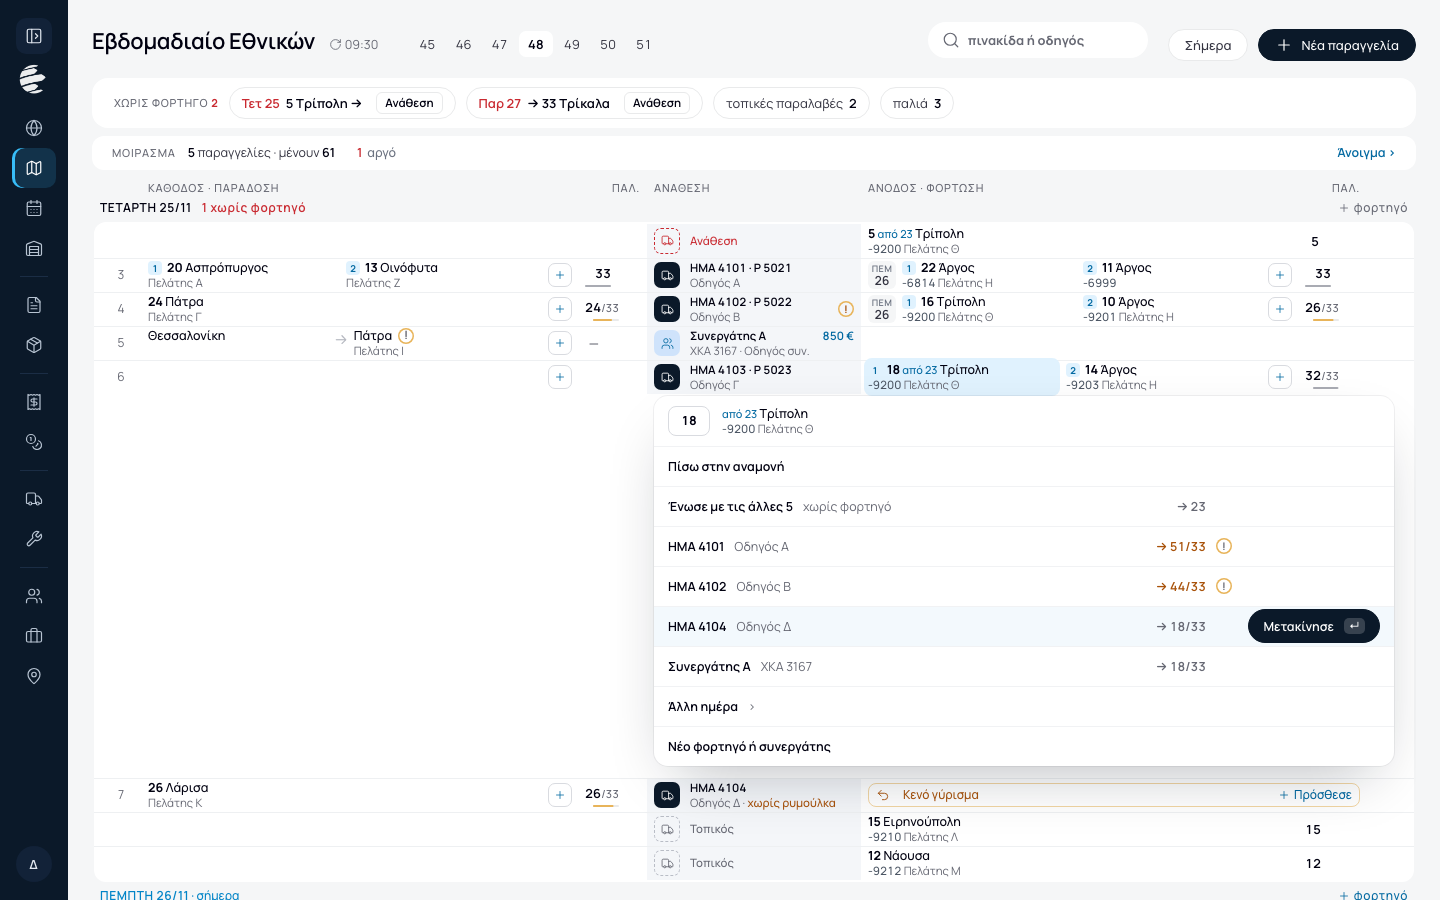 Εβδομαδιαίο Εθνικών 09:30 45 46 47 48 49 50 51 πινακίδα ή οδηγός Σήμερα Νέα παραγγελία
ΧΩΡΙΣ ΦΟΡΤΗΓΟ 2 Τετ 25 5 Τρίπολη → Ανάθεση Παρ 27 → 33 Τρίκαλα Ανάθεση τοπικές παραλαβές 2 παλιά 3
ΜΟΙΡΑΣΜΑ 5 παραγγελίες · μένουν 61 1 αργό Άνοιγμα ›
ΚΑΘΟΔΟΣ · ΠΑΡΑΔΟΣΗ ΠΑΛ. ΑΝΑΘΕΣΗ ΑΝΟΔΟΣ · ΦΟΡΤΩΣΗ ΠΑΛ.
ΤΕΤΑΡΤΗ 25/11 1 χωρίς φορτηγό + φορτηγό
Ανάθεση 5 από 23 Τρίπολη 5
-9200 Πελάτης Θ
3 1 20 Ασπρόπυργος 2 13 Οινόφυτα + 33 ΗΜΑ 4101 · Ρ 5021 ΠΕΜ 26 1 22 Άργος 2 11 Άργος + 33
Πελάτης Α Πελάτης Ζ Οδηγός Α -6814 Πελάτης Η -6999
4 24 Πάτρα + 24/33 ΗΜΑ 4102 · Ρ 5022 ΠΕΜ 26 1 16 Τρίπολη 2 10 Άργος + 26/33
Πελάτης Γ Οδηγός Β -9200 Πελάτης Θ -9201 Πελάτης Η
5 Θεσσαλονίκη → Πάτρα + – Συνεργάτης Α 850 €
Πελάτης Ι ΧΚΑ 3167 · Οδηγός συν.
6 + ΗΜΑ 4103 · Ρ 5023 1 18 από 23 Τρίπολη 2 14 Άργος + 32/33
Οδηγός Γ -9200 Πελάτης Θ -9203 Πελάτης Η
18 από 23 Τρίπολη
-9200 Πελάτης Θ
Πίσω στην αναμονή
Ένωσε με τις άλλες 5 χωρίς φορτηγό → 23
ΗΜΑ 4101 Οδηγός Α → 51/33
ΗΜΑ 4102 Οδηγός Β → 44/33
ΗΜΑ 4104 Οδηγός Δ → 18/33 Μετακίνησε ↵
Συνεργάτης Α ΧΚΑ 3167 → 18/33
Άλλη ημέρα ›
Νέο φορτηγό ή συνεργάτης
7 26 Λάρισα + 26/33 ΗΜΑ 4104 Κενό γύρισμα + Πρόσθεσε
Πελάτης Κ Οδηγός Δ · χωρίς ρυμούλκα
Τοπικός 15 Ειρηνούπολη 15
-9210 Πελάτης Λ
Τοπικός 12 Νάουσα 12
-9212 Πελάτης Μ
Δ
ΠΕΜΠΤΗ 26/11 · σήμερα + φορτηγό